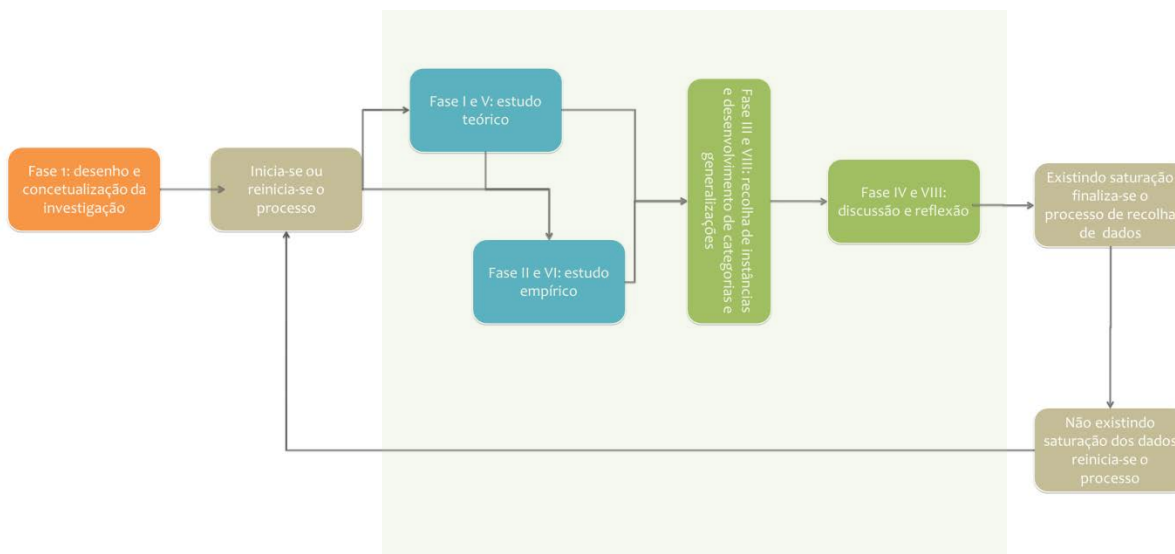 Fase 1: desenho e
concetualização da
investigação
Inicia-se ou
reinicia-se o
processo
Fase I e V: estudo
teórico
Fase II e VI: estudo
empírico
Fase III e VIII: recolha de instâncias
e desenvolvimento de categorias e
generalizações
Fase IV e VIII:
discussão e reflexão
Existindo saturação
finaliza-se o
processo de recolha
de dados
Não existindo
saturação dos dados
reinicia-se o
processo